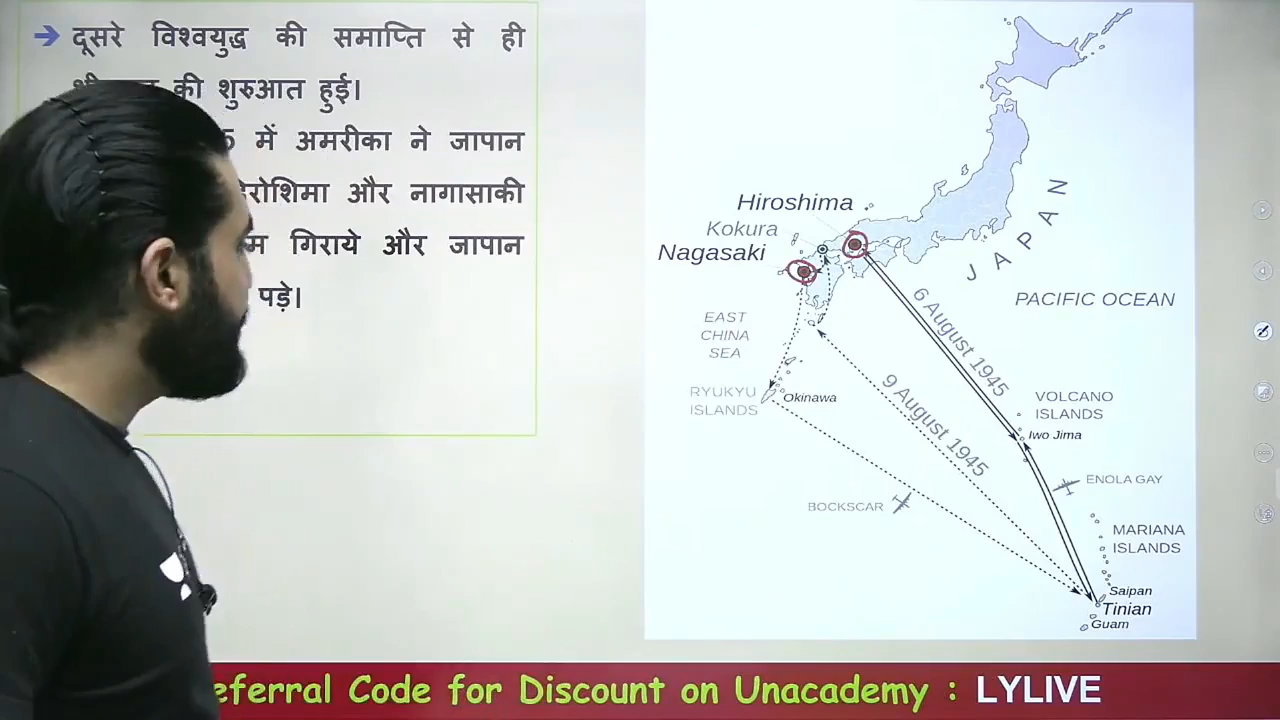 दूसरे विश्वयुद्ध की समाप्ति से ही
की शुरुआत हुई।
में अमरीका ने जापान
और नागासाकी
गिराये और जापान
पड़े।
Hiroshima
Kokura
Nagasaki
JAPAN
PACIFIC OCEAN
EAST
CHINA
SEA
6 August 1945
RYUKYU
ISLANDS
Okinawa
9 August 1945
VOLCANO
ISLANDS
Iwo Jima
ENOLA GAY
BOCKSCAR
MARIANA
ISLANDS
Saipan
Tinian
Guam
Code for Discount on Unacademy : LYLIVE